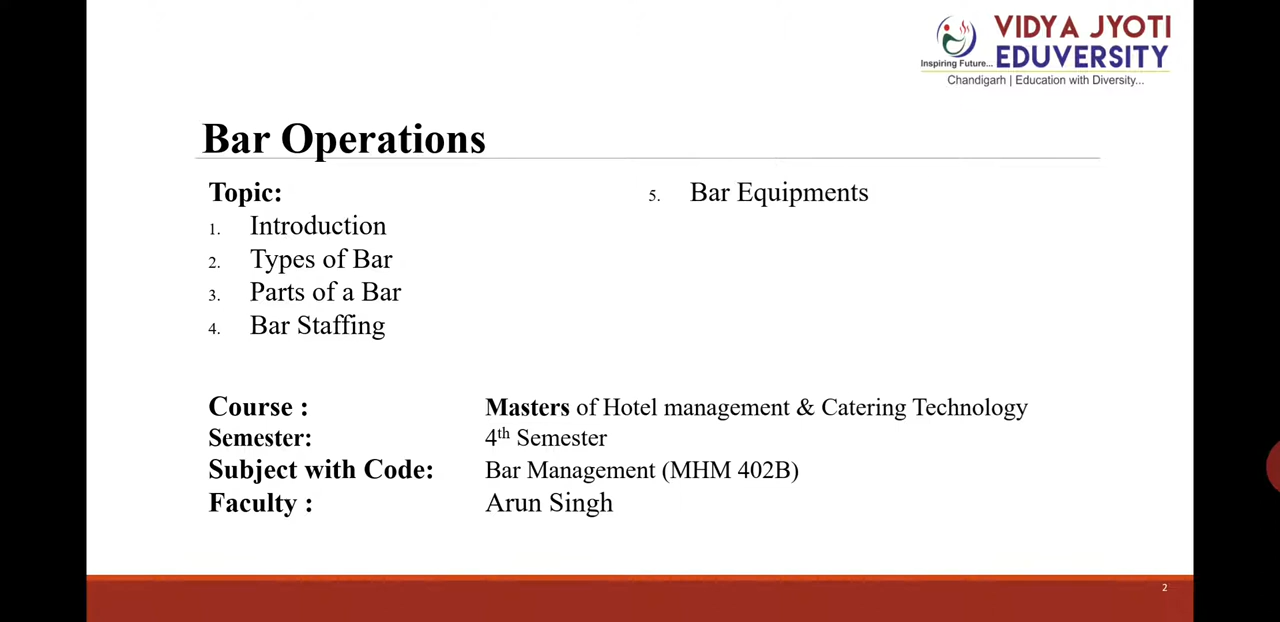 VIDYA JYOTI
EDUVERSITY
Inspiring Future...
Chandigarh | Education with Diversity...
Bar Operations
Topic:
1. Introduction
2. Types of Bar
3. Parts of a Bar
4. Bar Staffing
5. Bar Equipments
Course : Masters of Hotel management & Catering Technology
Semester: 4th Semester
Subject with Code: Bar Management (MHM 402B)
Faculty : Arun Singh
2